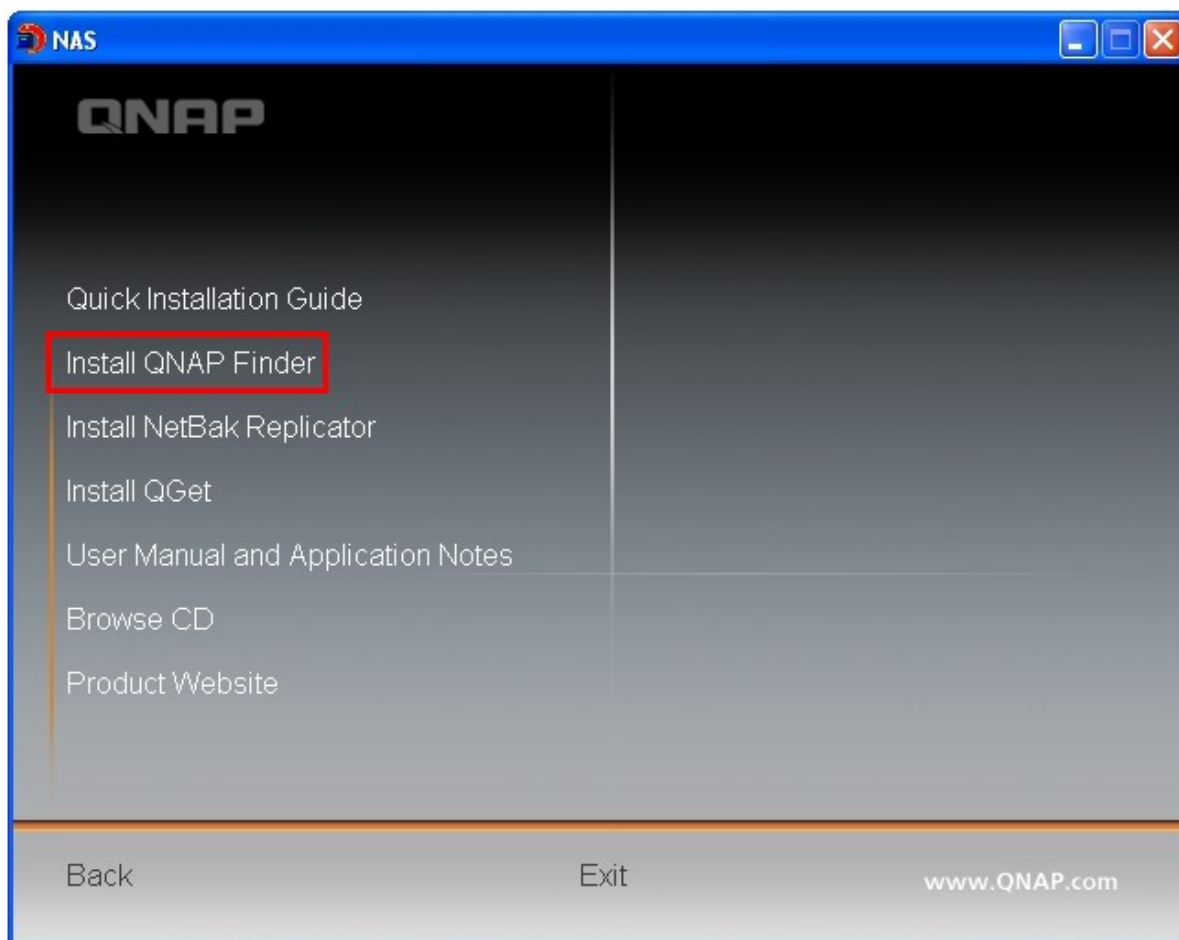 NAS
QNAP
Quick Installation Guide
Install QNAP Finder
Install NetBak Replicator
Install QGet
User Manual and Application Notes
Browse CD
Product Website
Back
Exit
www.QNAP.com